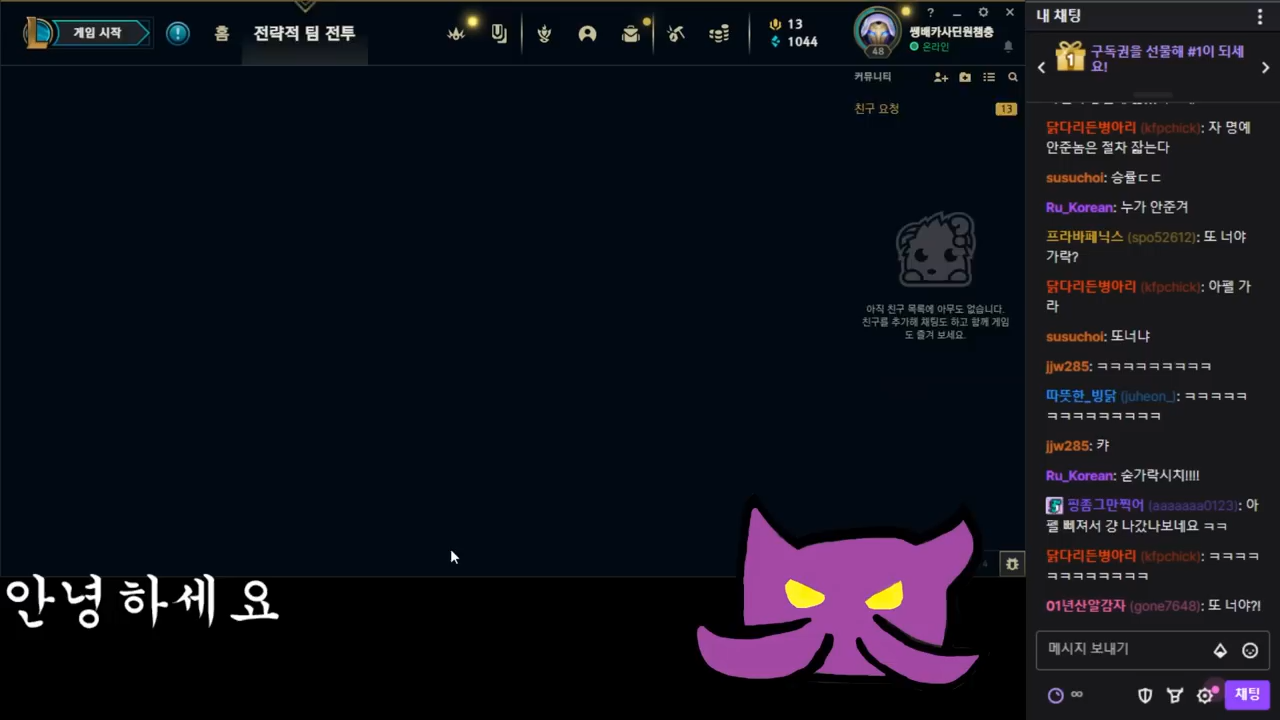 게임 시작
홈
전략적 팀 전투
13
1044
48
쌩배카사딘원챔충
온라인
커뮤니티
친구 요청
13
아직 친구 목록에 아무도 없습니다.
친구를 추가해 채팅도 하고 함께 게임
도 즐겨 보세요.
안녕하세요
내 채팅
1
구독권을 선물해 #1이 되세
요!
닭다리든병아리 (kfpchick): 자 명예
안준놈은 절차 잛는다
susuchoi: 승률ㄷㄷ
Ru_Korean: 누가 안준겨
프라바페닉스 (spo52612): 또 너야
가락?
닭다리든병아리 (kfpchick): 아펠 가
라
susuchoi: 또너냐
jjw285: ㅋㅋㅋㅋㅋㅋㅋㅋㅋ
따뜻한_빙닭 (juheon_): ㅋㅋㅋㅋㅋ
ㅋㅋㅋㅋㅋㅋㅋㅋㅋ
jjw285: 캬
Ru_Korean: 숟가락시치!!!!
핑좀그만찍어 (aaaaaaa0123): 아
펠 삐져서 걍 나갔나보네요 ㅋㅋ
닭다리든병아리 (kfpchick): ㅋㅋㅋㅋ
ㅋㅋㅋㅋㅋㅋㅋㅋ
01년산알감자 (gone7648): 또 너야?!
메시지 보내기
채팅